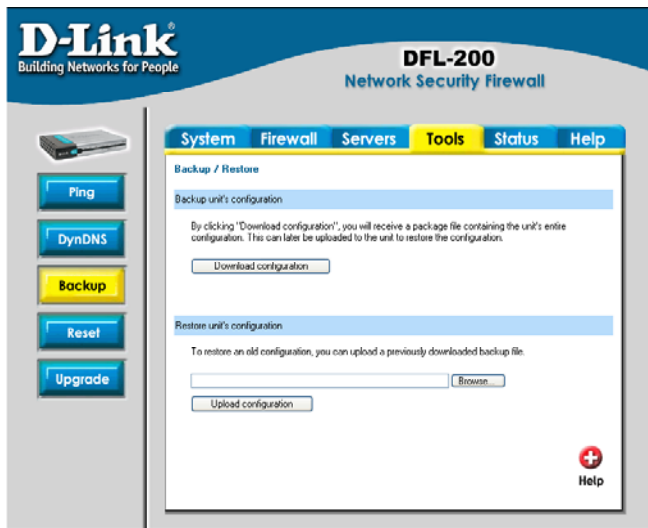 D-Link
Building Networks for People
DFL-200
Network Security Firewall
System Firewall Servers Tools Status Help
Ping
DynDNS
Backup
Reset
Upgrade
Backup / Restore
Backup unit's configuration
By clicking "Download configuration", you will receive a package file containing the unit's entire
configuration. This can later be uploaded to the unit to restore the configuration.
Download configuration
Restore unit's configuration
To restore an old configuration, you can upload a previously downloaded backup file.
Browse...
Upload configuration
Help